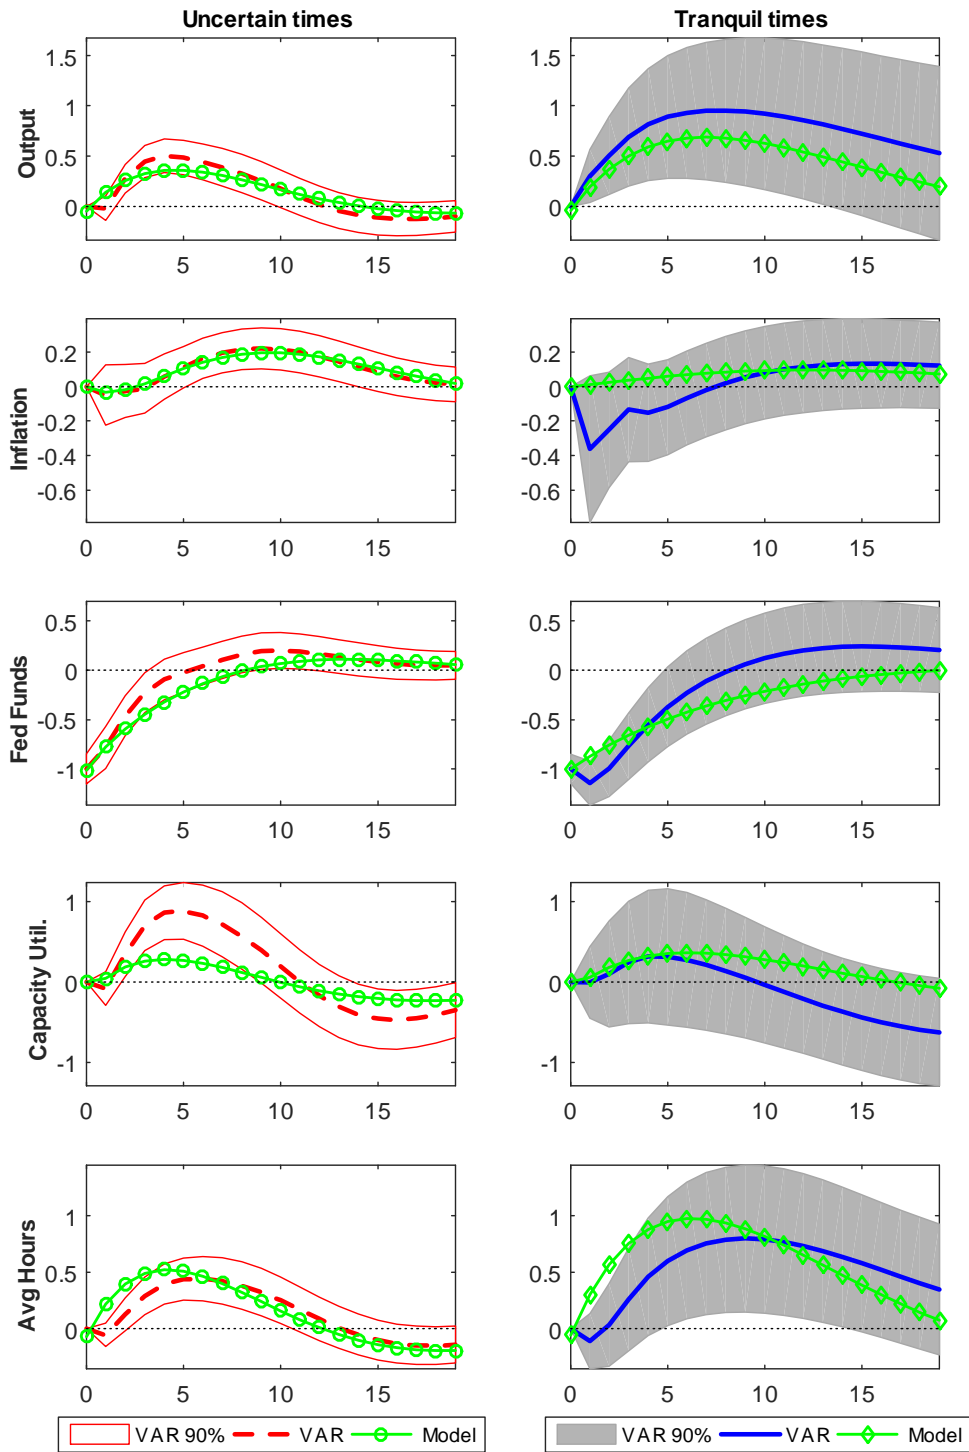 Uncertain times
Tranquil times
Output
1.5
1
0.5
0
0 5 10 15
1.5
1
0.5
0
0 5 10 15
Inflation
0.2
0
-0.2
-0.4
-0.6
0 5 10 15
0.2
0
-0.2
-0.4
-0.6
0 5 10 15
Fed Funds
0.5
0
-0.5
-1
0 5 10 15
0.5
0
-0.5
-1
0 5 10 15
Capacity Util.
1
0
-1
0 5 10 15
1
0
-1
0 5 10 15
Avg Hours
1
0.5
0
0 5 10 15
1
0.5
0
0 5 10 15
VAR 90% VAR Model
VAR 90% VAR Model